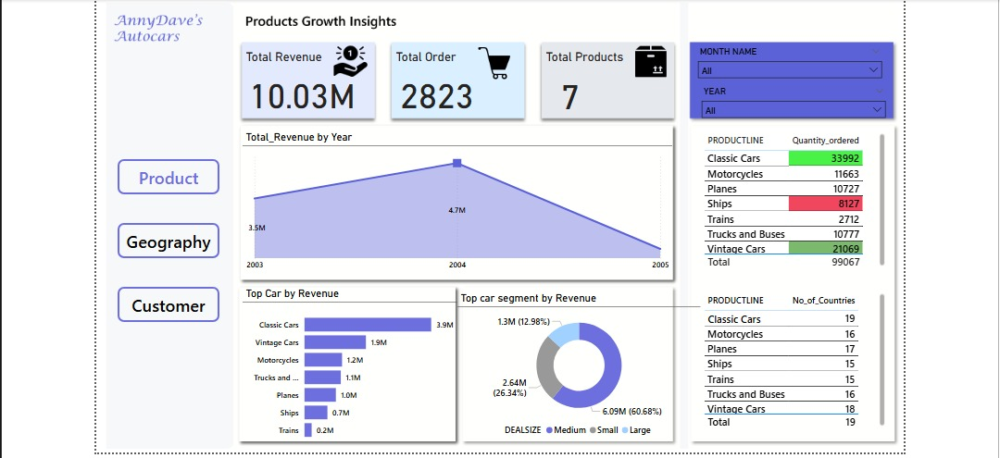 AnnyDave's
Autocars
Products Growth Insights
Total Revenue
1
10.03M
Total Order
2823
Total Products
7
MONTH NAME
All
YEAR
All
Product
Geography
Customer
Total_Revenue by Year
3.5M
4.7M
2003 2004 2005
PRODUCTLINE Quantity_ordered
Classic Cars 33992
Motorcycles 11663
Planes 10727
Ships 8127
Trains 2712
Trucks and Buses 10777
Vintage Cars 21069
Total 99067
Top Car by Revenue
Classic Cars 3.9M
Vintage Cars 1.9M
Motorcycles 1.2M
Trucks and ... 1.1M
Planes 1.0M
Ships 0.7M
Trains 0.2M
Top car segment by Revenue
1.3M (12.98%)
2.64M
(26.34%)
6.09M (60.68%)
DEALSIZE Medium Small Large
PRODUCTLINE No_of_Countries
Classic Cars 19
Motorcycles 16
Planes 17
Ships 15
Trains 15
Trucks and Buses 16
Vintage Cars 18
Total 19